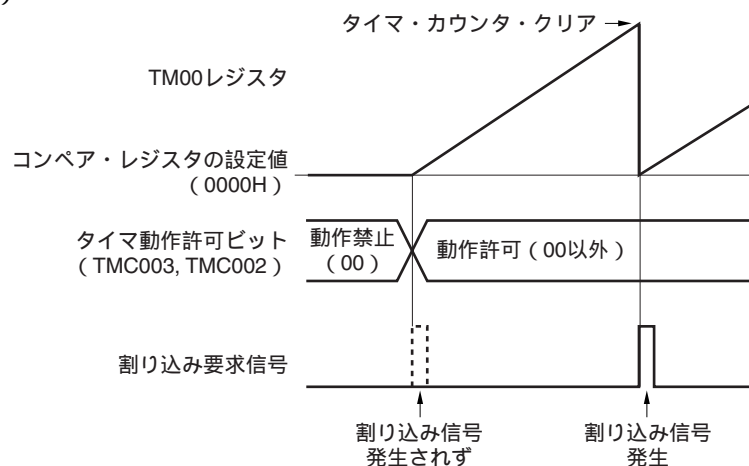 )
タイマ・カウンタ・クリア
TM00レジスタ
コンペア・レジスタの設定値
（0000H）
タイマ動作許可ビット
（TMC003, TMC002）
動作禁止
（00）
動作許可（00以外）
割り込み要求信号
割り込み信号
発生されず
割り込み信号
発生